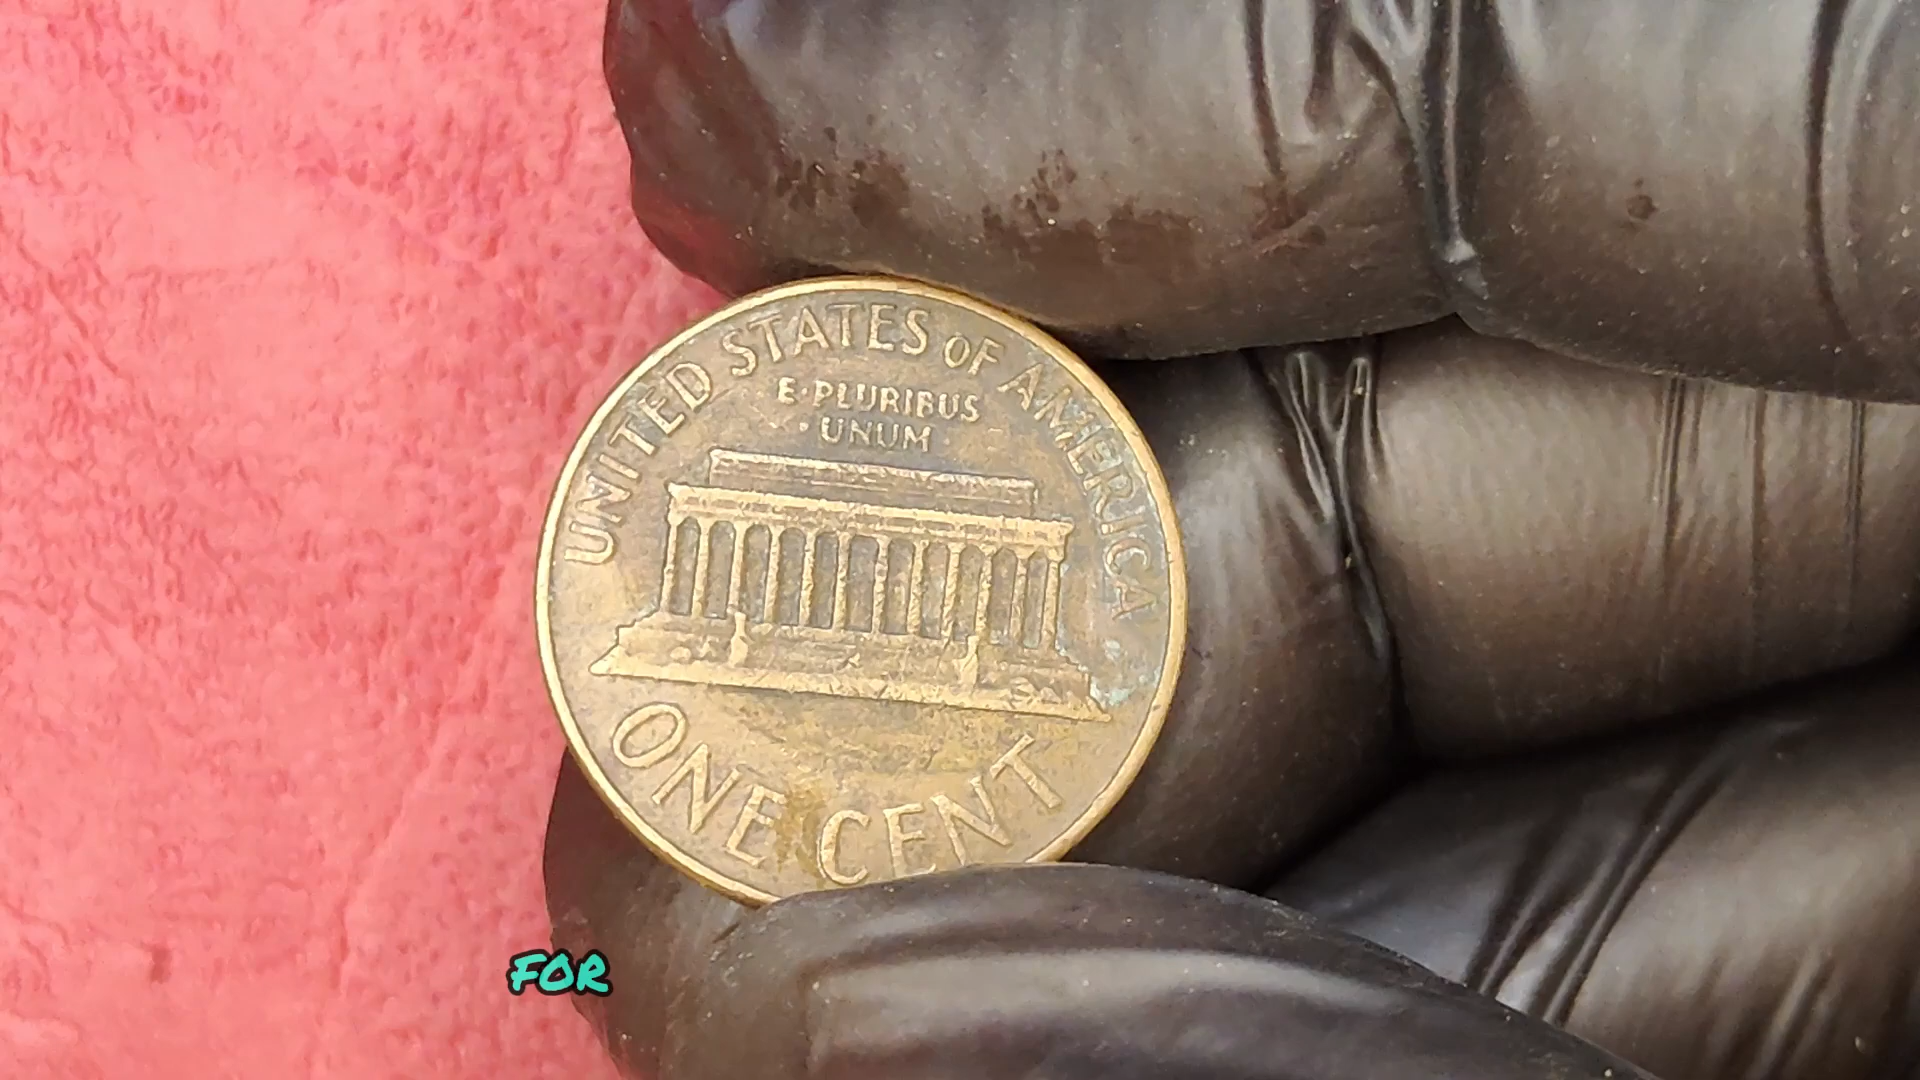 UNITED STATES OF AMERICA
E·PLURIBUS
·UNUM·
ONE CENT
FOR